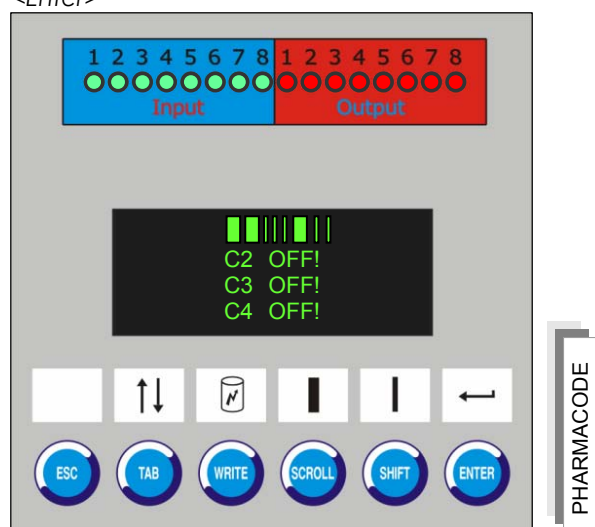 <Enter>
1 2 3 4 5 6 7 8 1 2 3 4 5 6 7 8
Input Output
C2 OFF!
C3 OFF!
C4 OFF!
ESC TAB WRITE SCROLL SHIFT ENTER
PHARMACODE